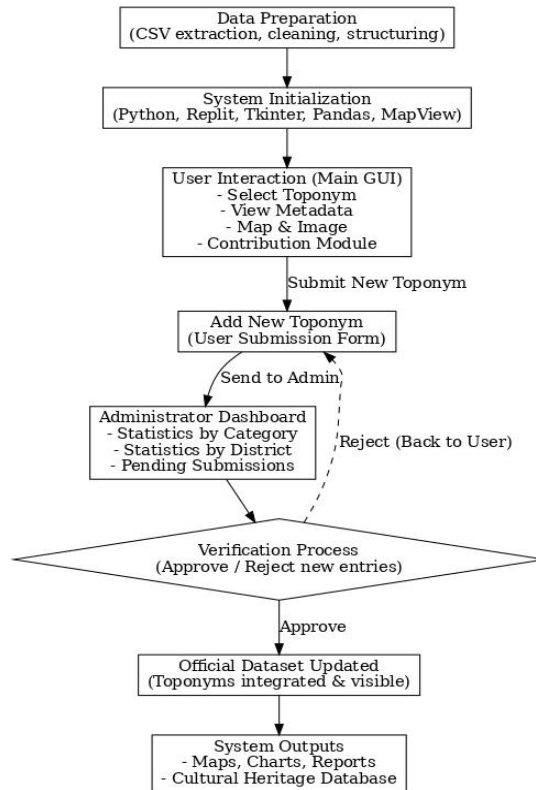 Data Preparation
(CSV extraction, cleaning, structuring)
System Initialization
(Python, Replit, Tkinter, Pandas, MapView)
User Interaction (Main GUI)
- Select Toponym
- View Metadata
- Map & Image
- Contribution Module
Submit New Toponym
Add New Toponym
(User Submission Form)
Send to Admin
Administrator Dashboard
- Statistics by Category
- Statistics by District
- Pending Submissions
Reject (Back to User)
Verification Process
(Approve / Reject new entries)
Approve
Official Dataset Updated
(Toponyms integrated & visible)
System Outputs
- Maps, Charts, Reports
- Cultural Heritage Database